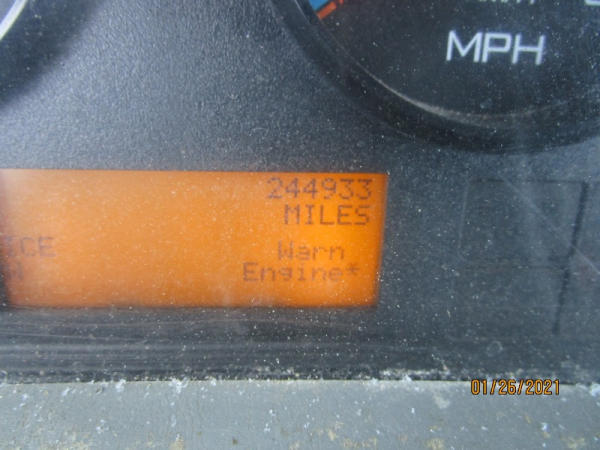 MPH
244933
MILES
Warn
Engine*
01/26/2021